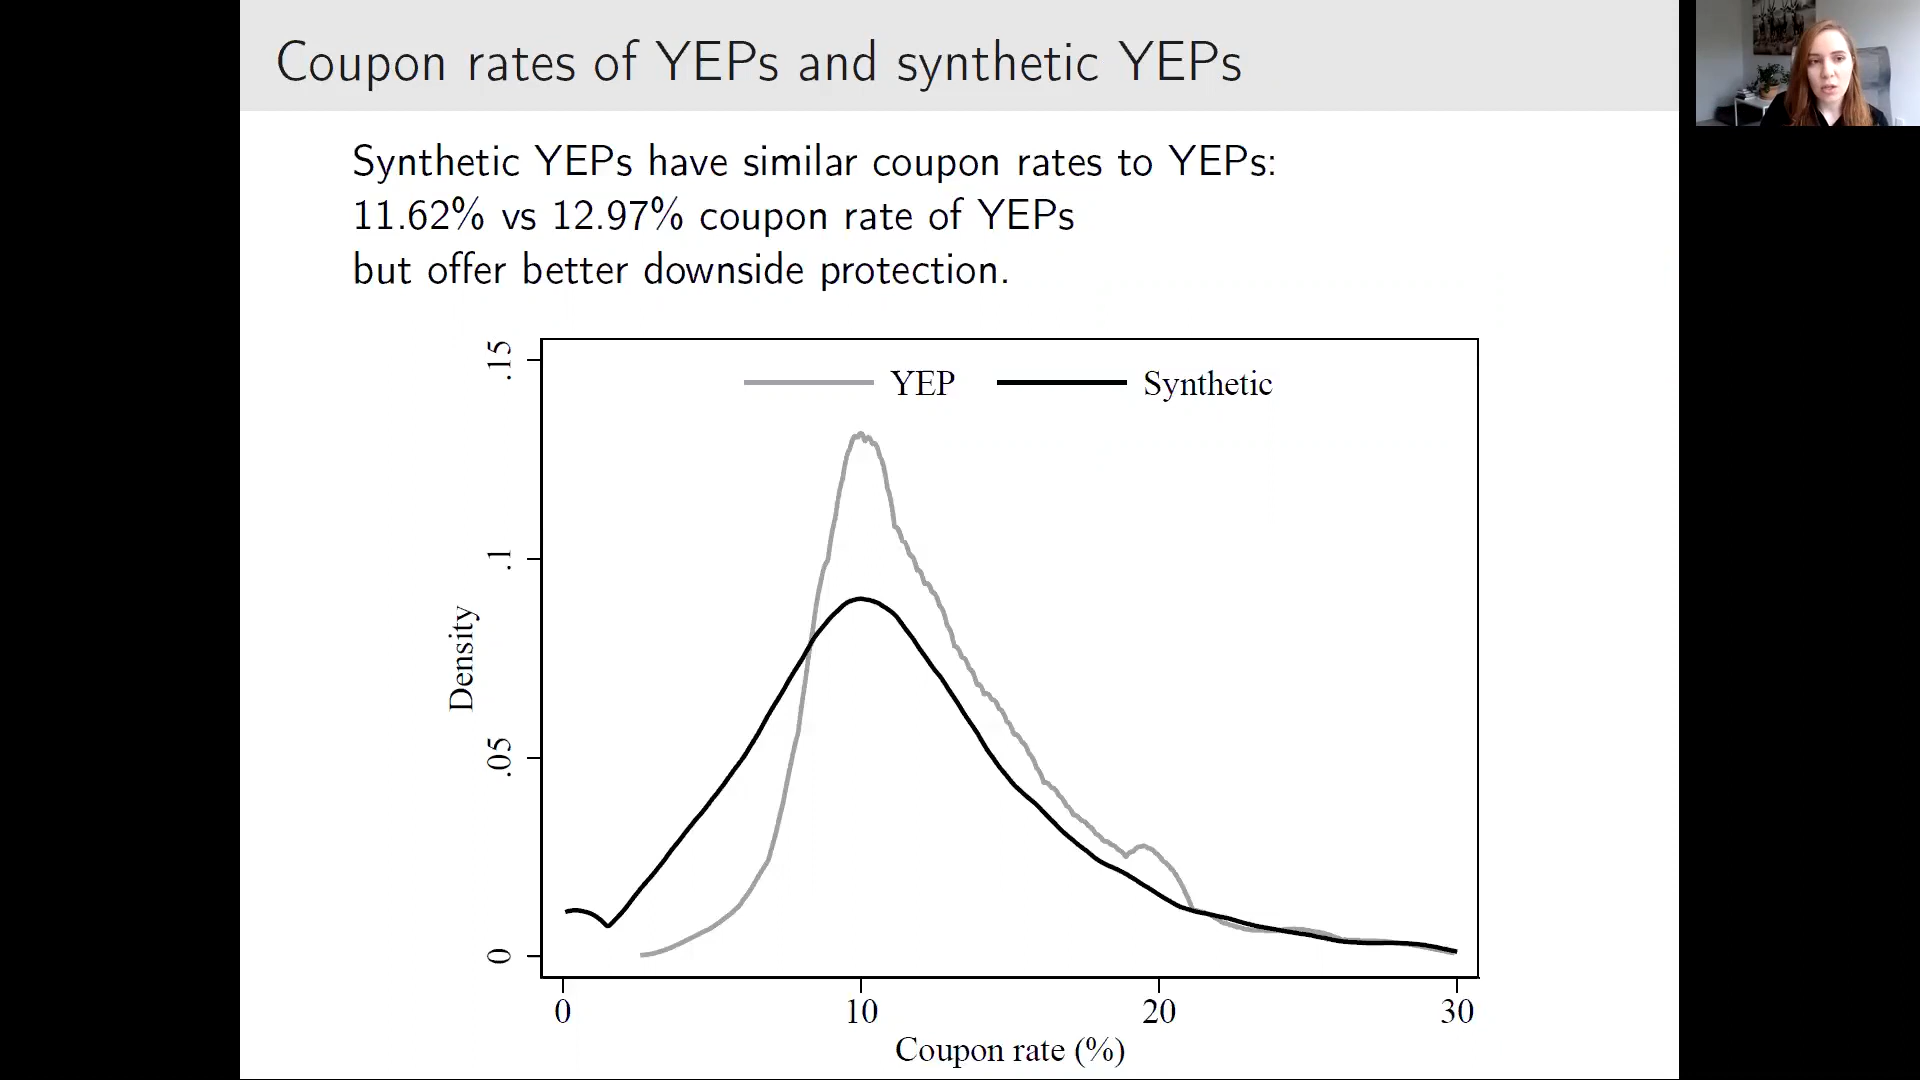 Coupon rates of YEPs and synthetic YEPs
Synthetic YEPs have similar coupon rates to YEPs:
11.62% vs 12.97% coupon rate of YEPs
but offer better downside protection.
YEP
Synthetic
.15
.1
.05
0
Density
0 10 20 30
Coupon rate (%)